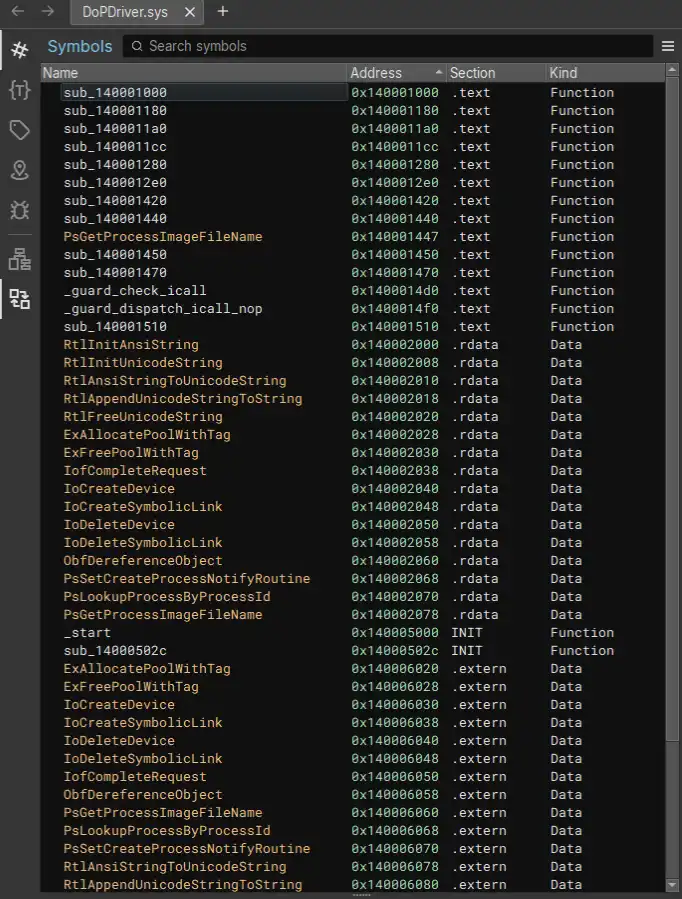 DoPDriver.sys
Symbols Search symbols
Name Address Section Kind
sub_140001000 0x140001000 .text Function
sub_140001180 0x140001180 .text Function
sub_1400011a0 0x1400011a0 .text Function
sub_1400011cc 0x1400011cc .text Function
sub_140001280 0x140001280 .text Function
sub_1400012e0 0x1400012e0 .text Function
sub_140001420 0x140001420 .text Function
sub_140001440 0x140001440 .text Function
PsGetProcessImageFileName 0x140001447 .text Function
sub_140001450 0x140001450 .text Function
sub_140001470 0x140001470 .text Function
_guard_check_icall 0x1400014d0 .text Function
_guard_dispatch_icall_nop 0x1400014f0 .text Function
sub_140001510 0x140001510 .text Function
RtlInitAnsiString 0x140002000 .rdata Data
RtlInitUnicodeString 0x140002008 .rdata Data
RtlAnsiStringToUnicodeString 0x140002010 .rdata Data
RtlAppendUnicodeStringToString 0x140002018 .rdata Data
RtlFreeUnicodeString 0x140002020 .rdata Data
ExAllocatePoolWithTag 0x140002028 .rdata Data
ExFreePoolWithTag 0x140002030 .rdata Data
IofCompleteRequest 0x140002038 .rdata Data
IoCreateDevice 0x140002040 .rdata Data
IoCreateSymbolicLink 0x140002048 .rdata Data
IoDeleteDevice 0x140002050 .rdata Data
IoDeleteSymbolicLink 0x140002058 .rdata Data
ObfDereferenceObject 0x140002060 .rdata Data
PsSetCreateProcessNotifyRoutine 0x140002068 .rdata Data
PsLookupProcessByProcessId 0x140002070 .rdata Data
PsGetProcessImageFileName 0x140002078 .rdata Data
_start 0x140005000 INIT Function
sub_14000502c 0x14000502c INIT Function
ExAllocatePoolWithTag 0x140006020 .extern Data
ExFreePoolWithTag 0x140006028 .extern Data
IoCreateDevice 0x140006030 .extern Data
IoCreateSymbolicLink 0x140006038 .extern Data
IoDeleteDevice 0x140006040 .extern Data
IoDeleteSymbolicLink 0x140006048 .extern Data
IofCompleteRequest 0x140006050 .extern Data
ObfDereferenceObject 0x140006058 .extern Data
PsGetProcessImageFileName 0x140006060 .extern Data
PsLookupProcessByProcessId 0x140006068 .extern Data
PsSetCreateProcessNotifyRoutine 0x140006070 .extern Data
RtlAnsiStringToUnicodeString 0x140006078 .extern Data
RtlAppendUnicodeStringToString 0x140006080 .extern Data